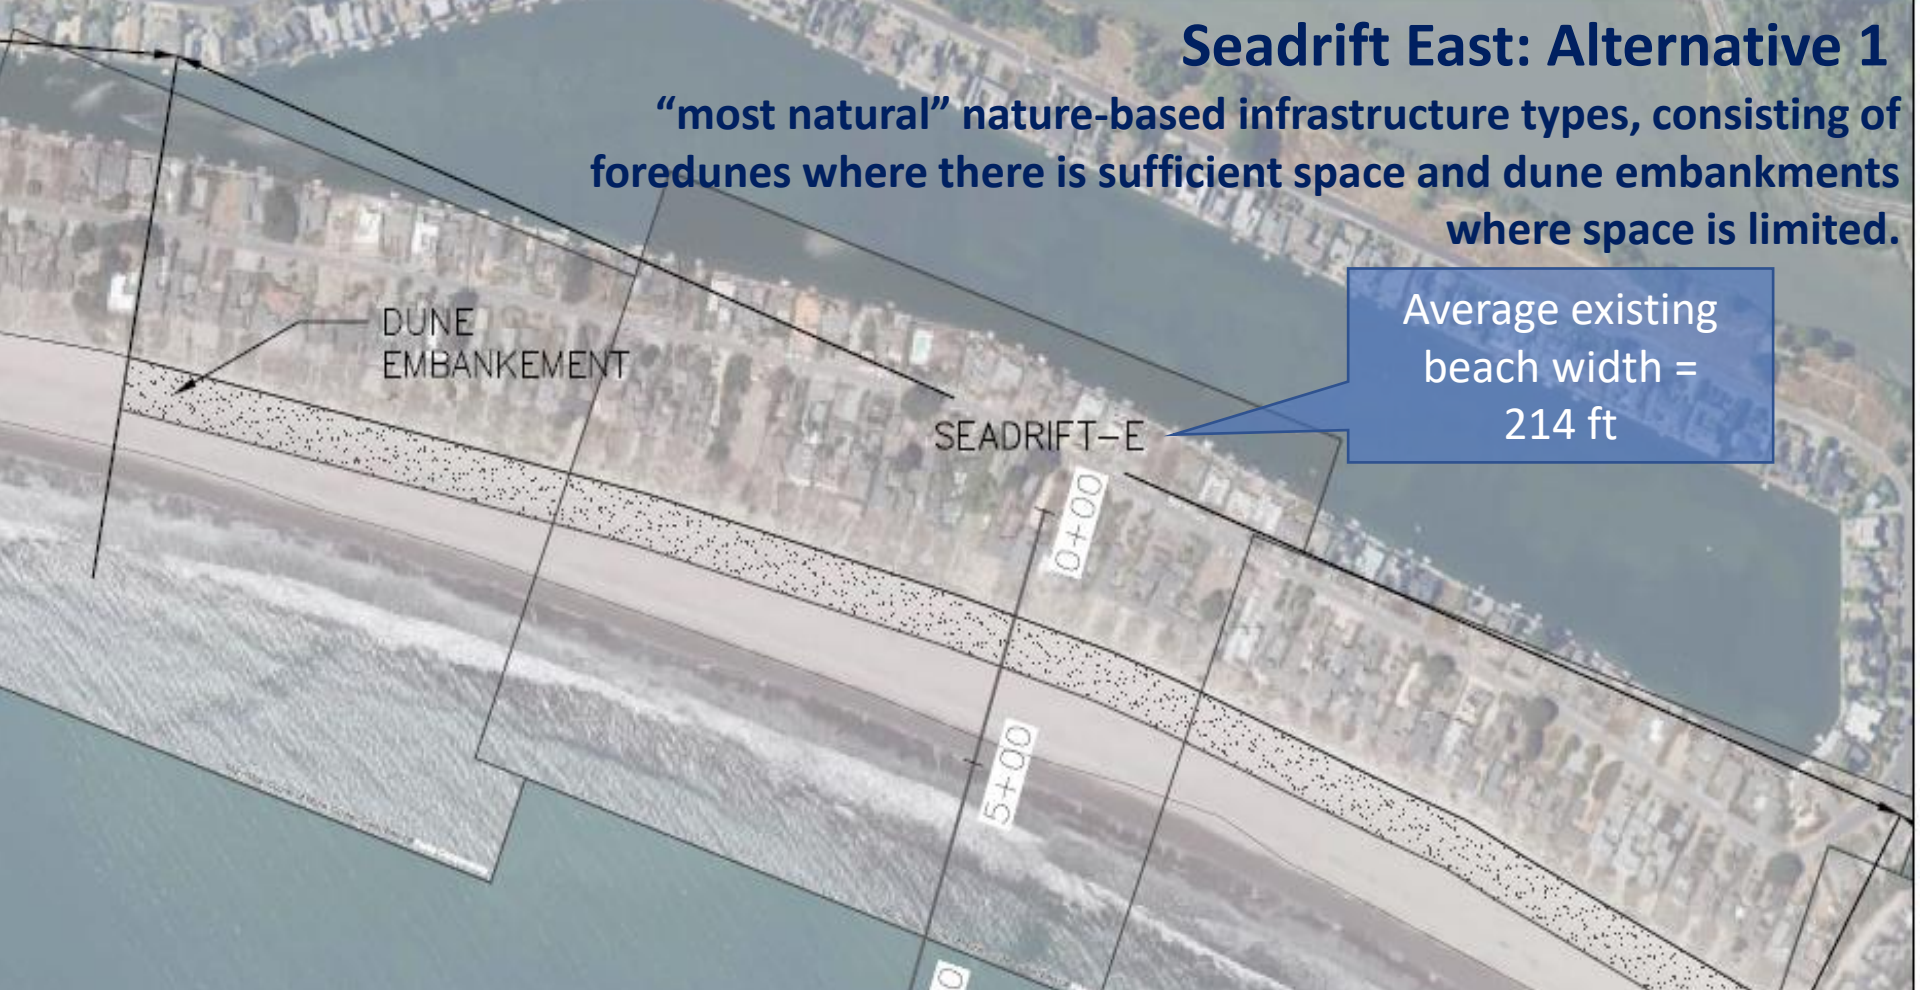 Seadrift East: Alternative 1
“most natural” nature-based infrastructure types, consisting of
foredunes where there is sufficient space and dune embankments
where space is limited.
Average existing
beach width =
214 ft
DUNE
EMBANKEMENT
SEADRIFT-E
0+00
5+00
0